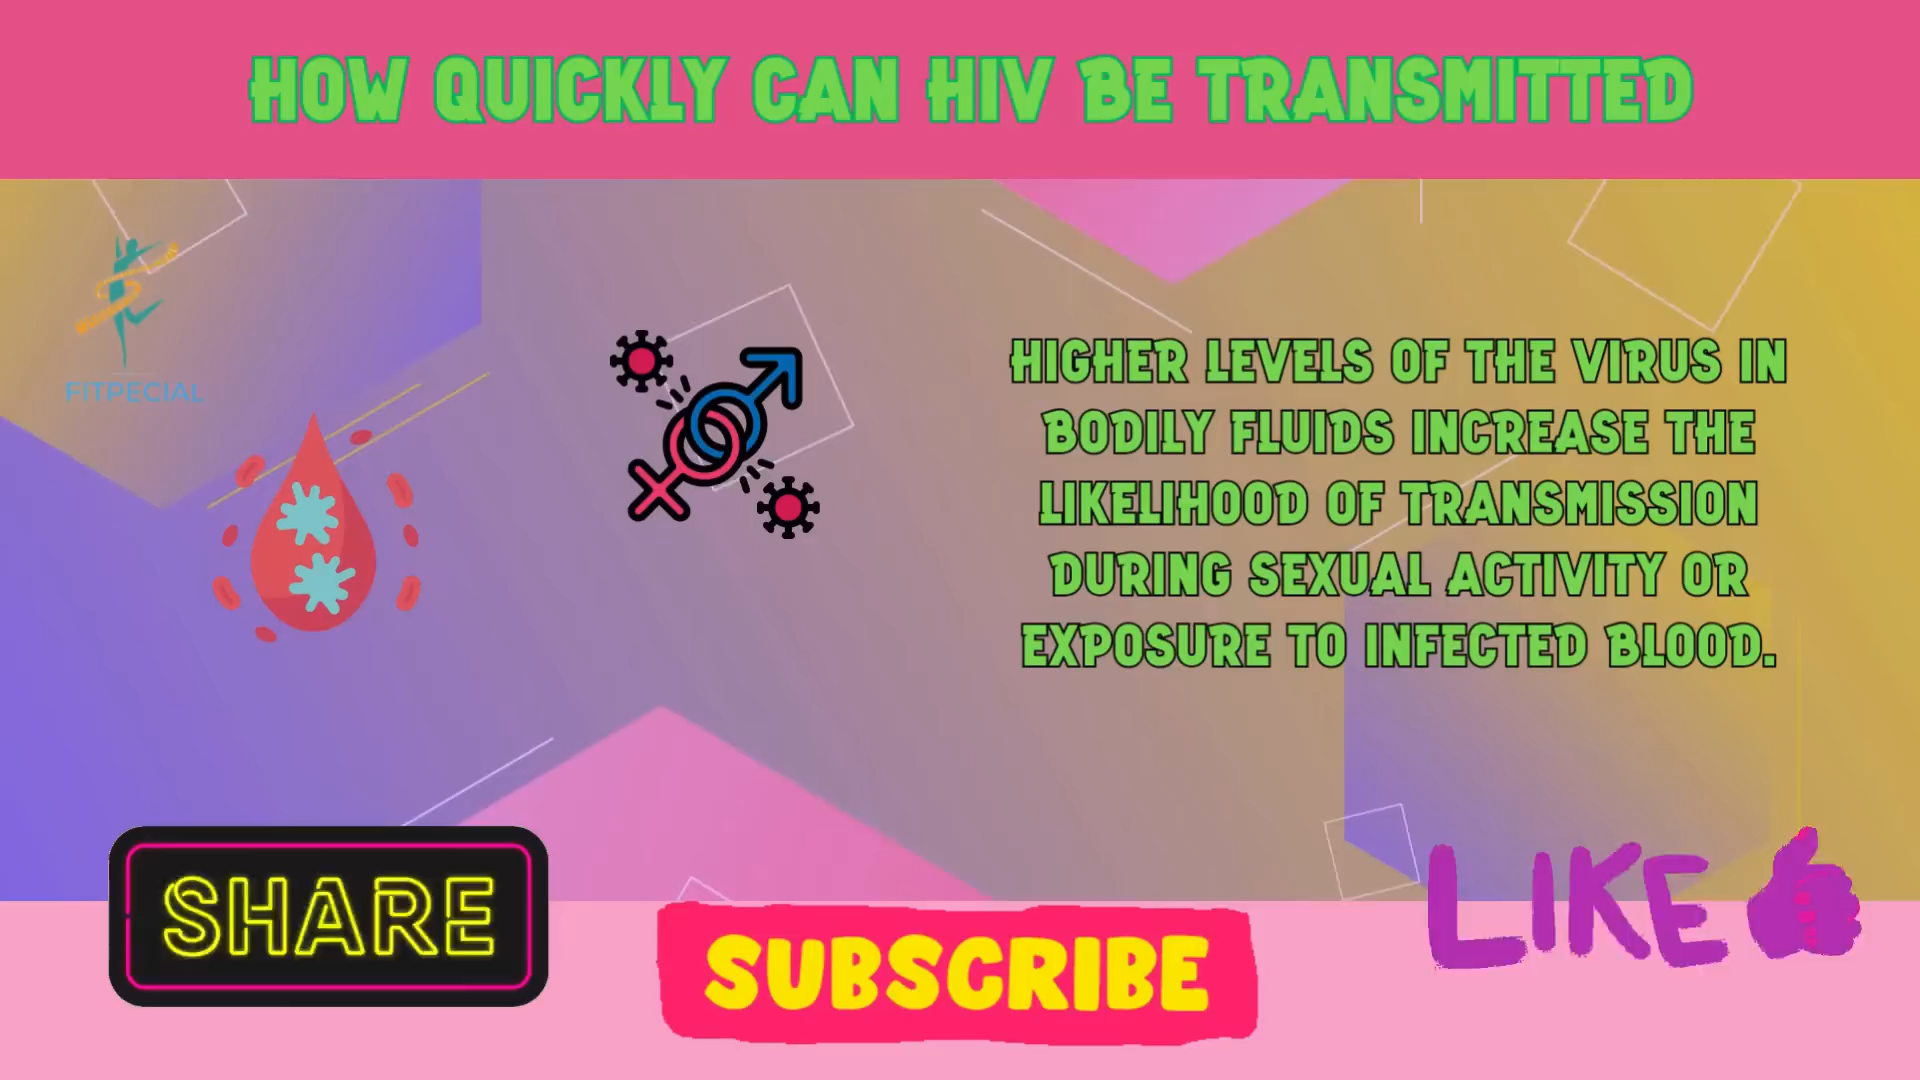 HOW QUICKLY CAN HIV BE TRANSMITTED
FITPECIAL
HIGHER LEVELS OF THE VIRUS IN
BODILY FLUIDS INCREASE THE
LIKELIHOOD OF TRANSMISSION
DURING SEXUAL ACTIVITY OR
EXPOSURE TO INFECTED BLOOD.
SHARE
SUBSCRIBE
LIKE